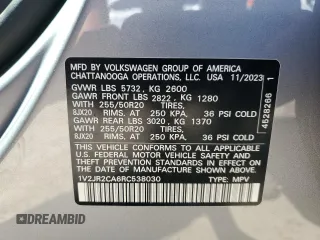 MFD BY VOLKSWAGEN GROUP OF AMERICA
CHATTANOOGA OPERATIONS, LLC. USA 11/2023
GVWR LBS 5732, KG 2600
GAWR FRONT LBS 2822, KG 1280
WITH 255/50R20 TIRES,
8JX20 RIMS, AT 250 KPA, 36 PSI COLD
GAWR REAR LBS 3020, KG 1370
WITH 255/50R20 TIRES,
8JX20 RIMS, AT 250 KPA, 36 PSI COLD
THIS VEHICLE CONFORMS TO ALL APPLICABLE
U.S. FEDERAL MOTOR VEHICLE SAFETY, BUMPER,
AND THEFT PREVENTION STANDARDS IN EFFECT ON
THE DATE OF MANUFACTURE SHOWN ABOVE
1V2JR2CA6RC538030 TYPE: MPV
4528266 1
DREAMBID
DREAMBID